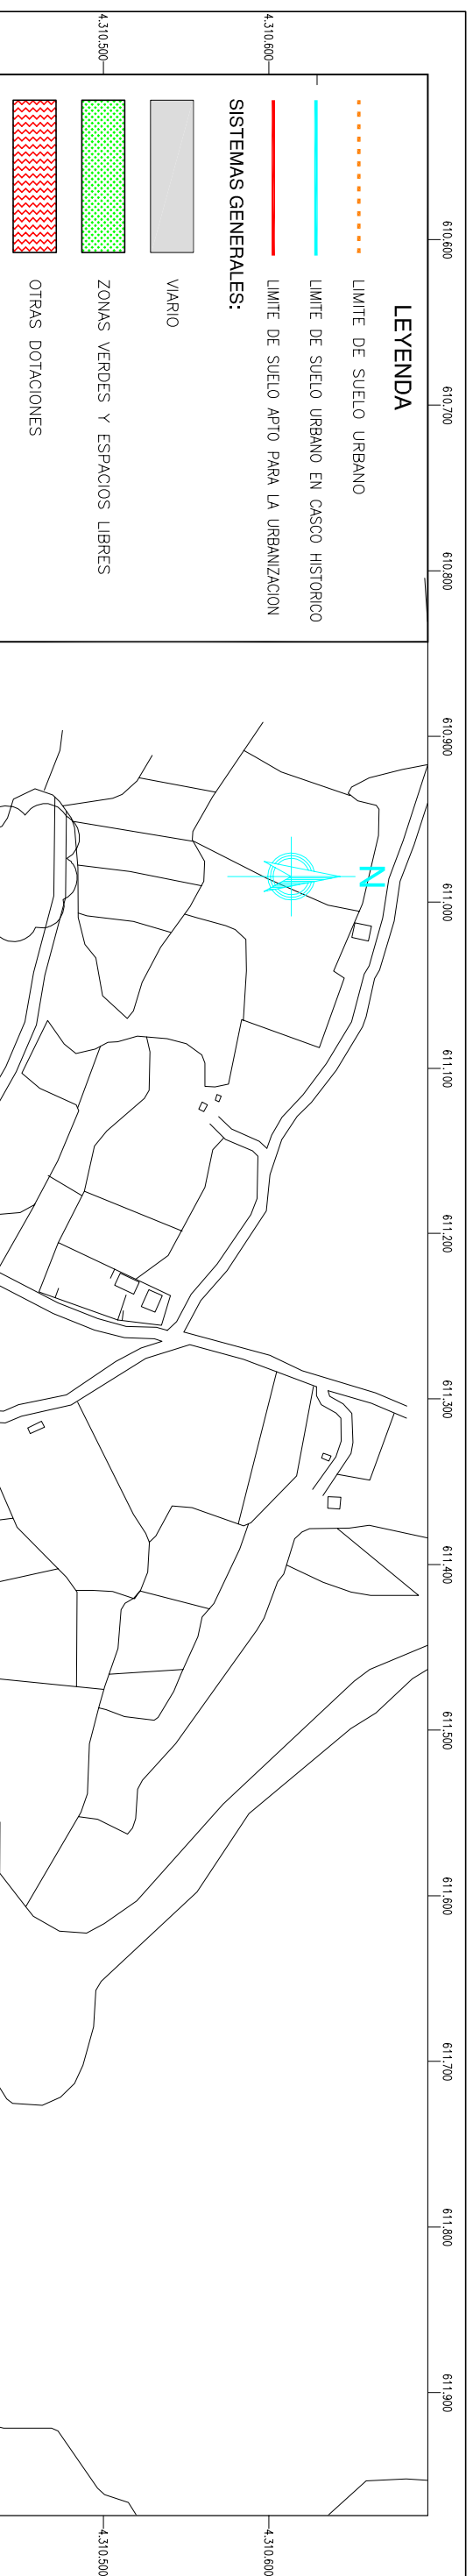 610.600
610.700
610.800
610.900
611.000
611.100
611.200
611.300
611.400
611.500
611.600
611.700
611.800
611.900
4.310.600
4.310.600
4.310.500
4.310.500
LEYENDA
LIMITE DE SUELO URBANO
LIMITE DE SUELO URBANO EN CASCO HISTORICO
LIMITE DE SUELO APTO PARA LA URBANIZACION
SISTEMAS GENERALES:
VIARIO
ZONAS VERDES Y ESPACIOS LIBRES
OTRAS DOTACIONES
N